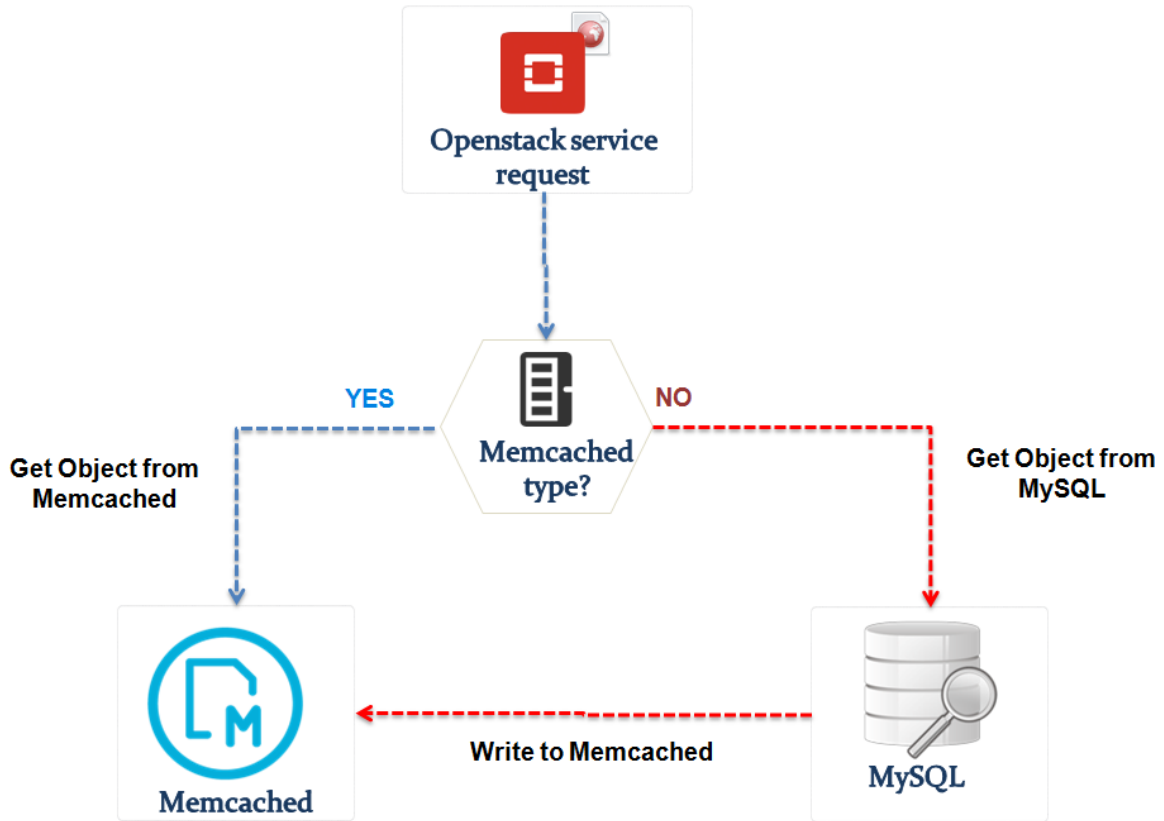 Openstack service
request
YES
NO
Memcached
type?
Get Object from
Memcached
Get Object from
MySQL
M
Write to Memcached
Memcached
MySQL